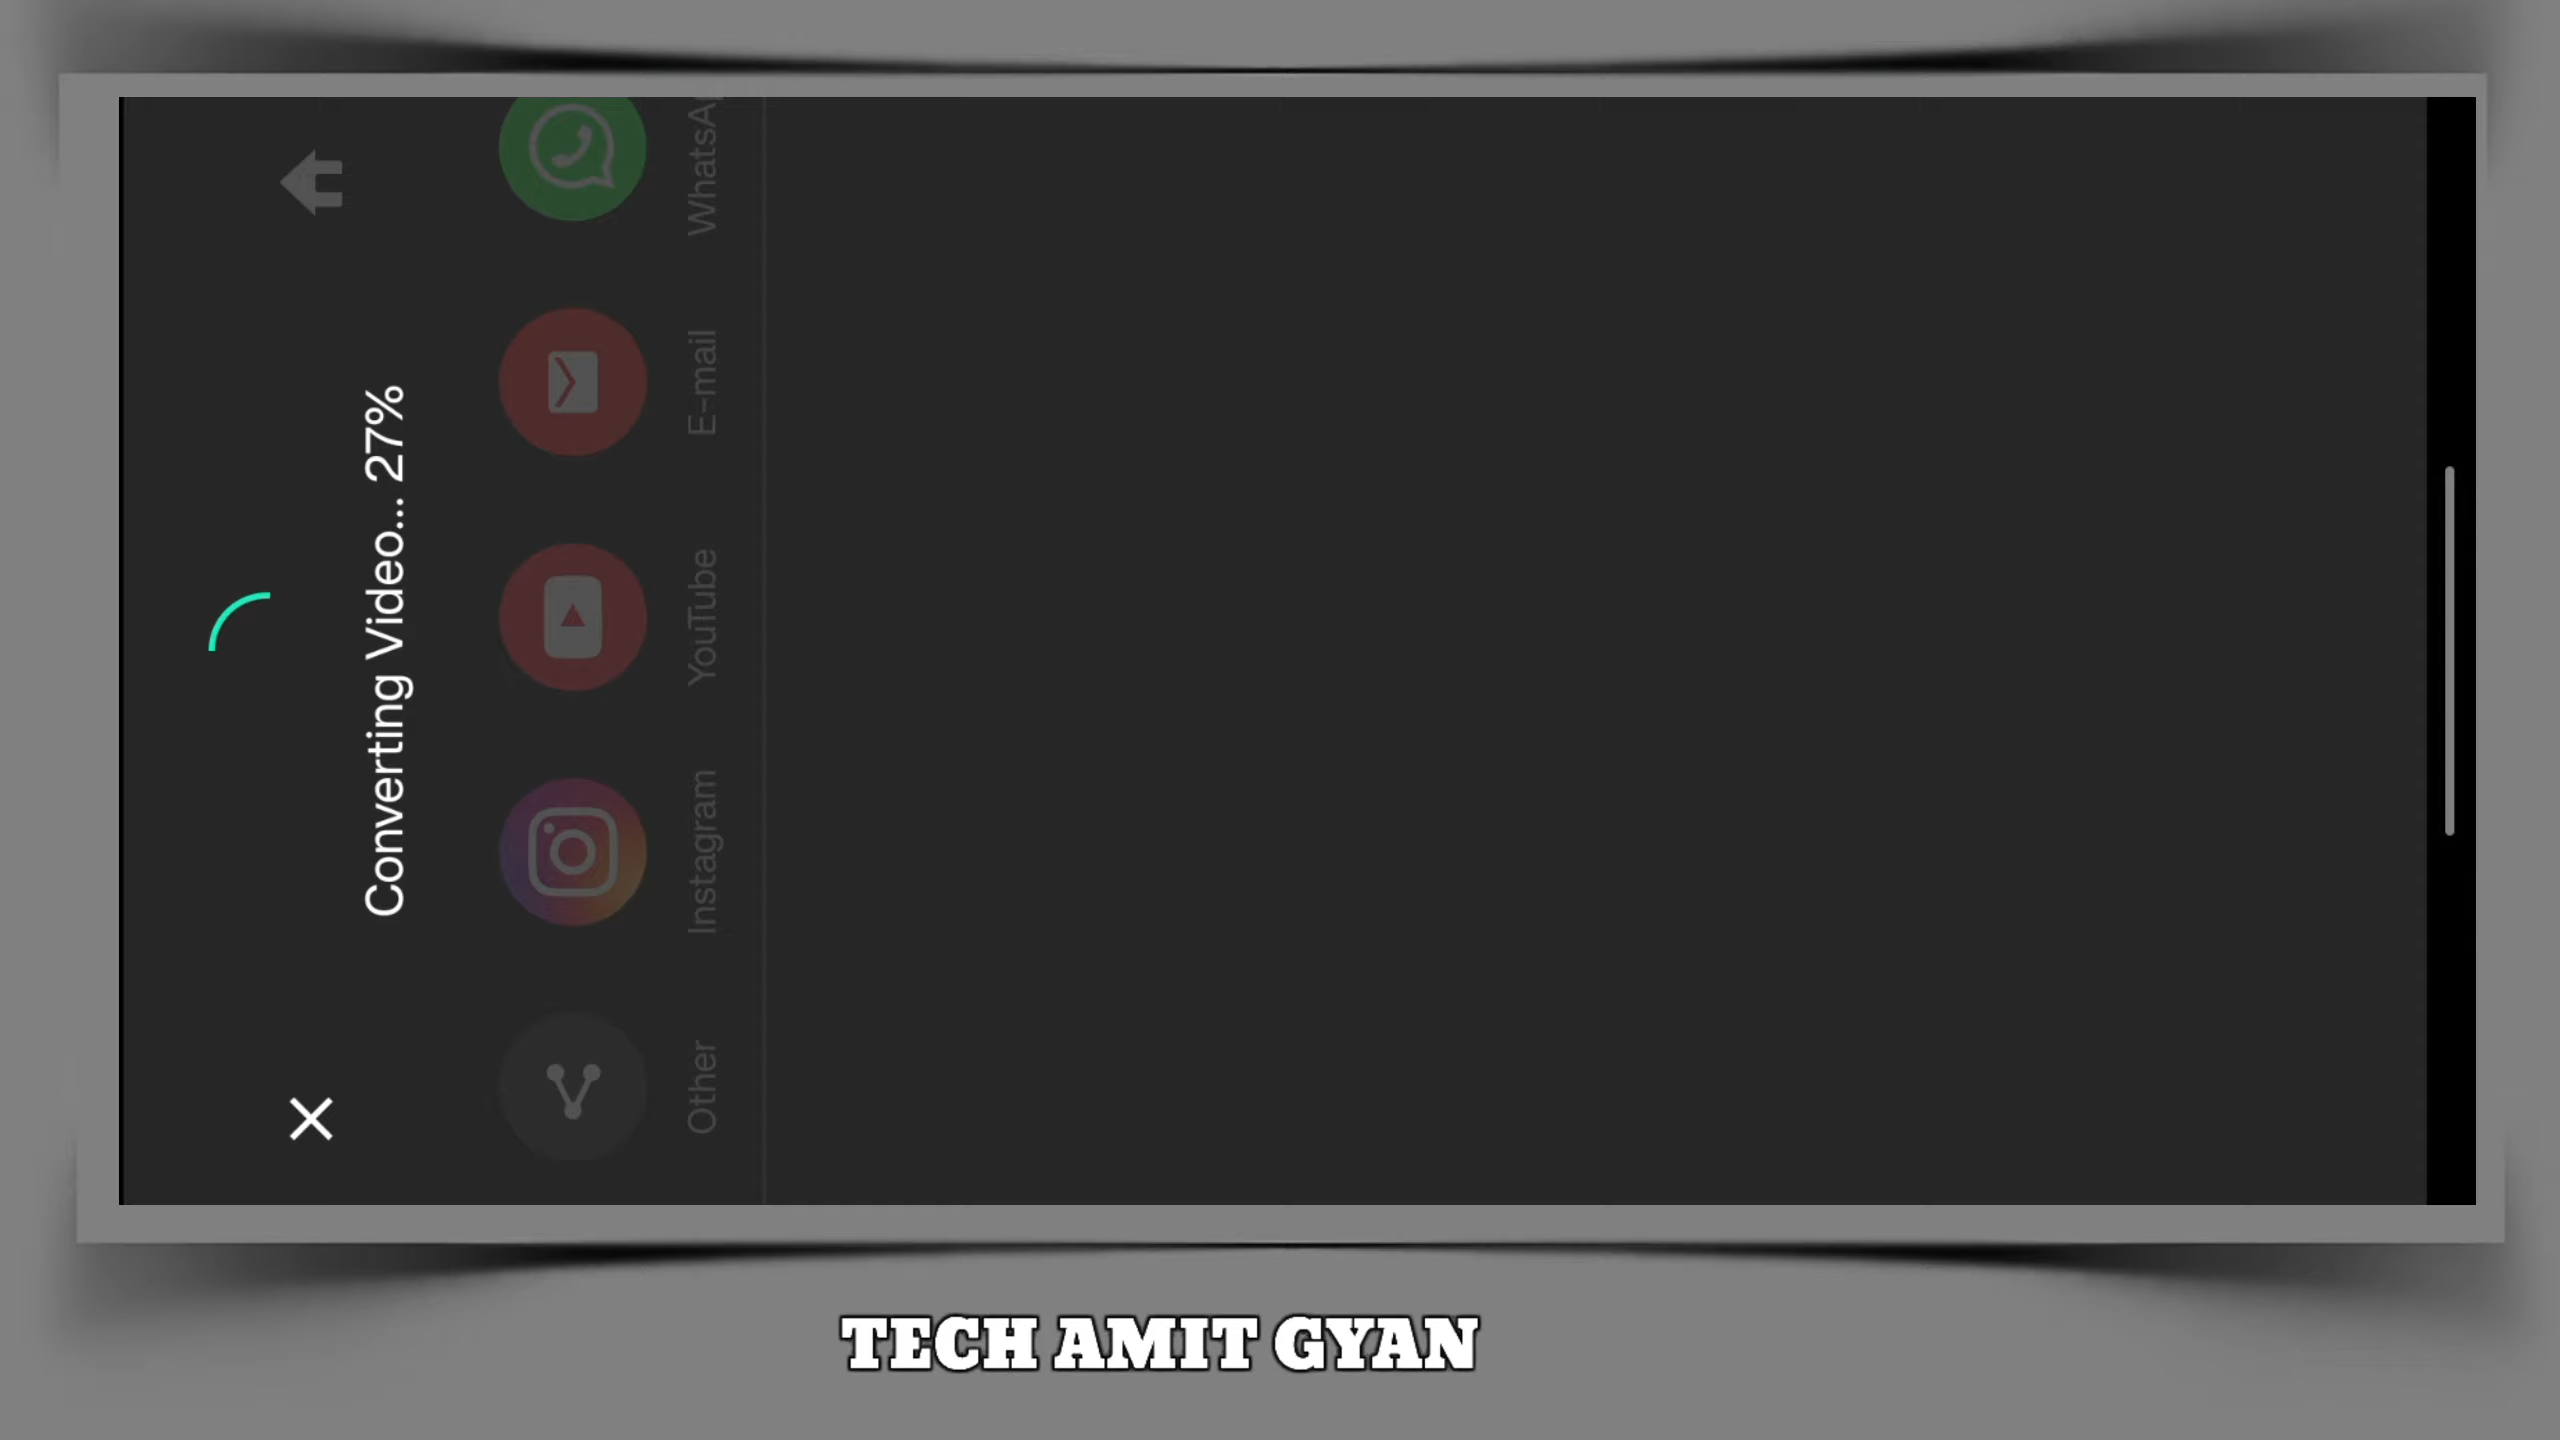 Converting Video... 27%
Other
Instagram
YouTube
E-mail
WhatsA
TECH AMIT GYAN